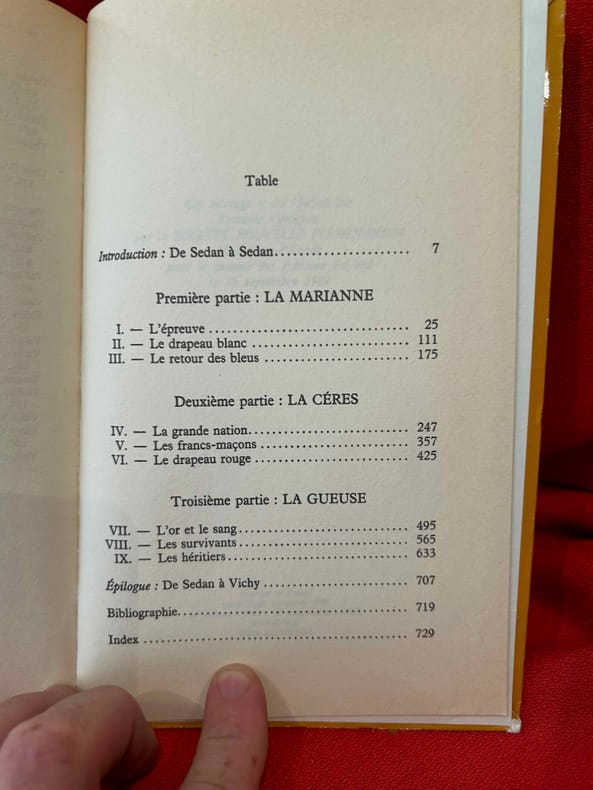 Table
Introduction : De Sedan à Sedan...................... 7
Première partie : LA MARIANNE
I. — L'épreuve ................................ 25
II. — Le drapeau blanc ......................... 111
III. — Le retour des bleus ....................... 175
Deuxième partie : LA CÉRES
IV. — La grande nation.......................... 247
V. — Les francs-maçons ........................ 357
VI. — Le drapeau rouge ......................... 425
Troisième partie : LA GUEUSE
VII. — L'or et le sang........................... 495
VIII. — Les survivants........................... 565
IX. — Les héritiers............................. 633
Épilogue : De Sedan à Vichy ....................... 707
Bibliographie..................................... 719
Index .......................................... 729